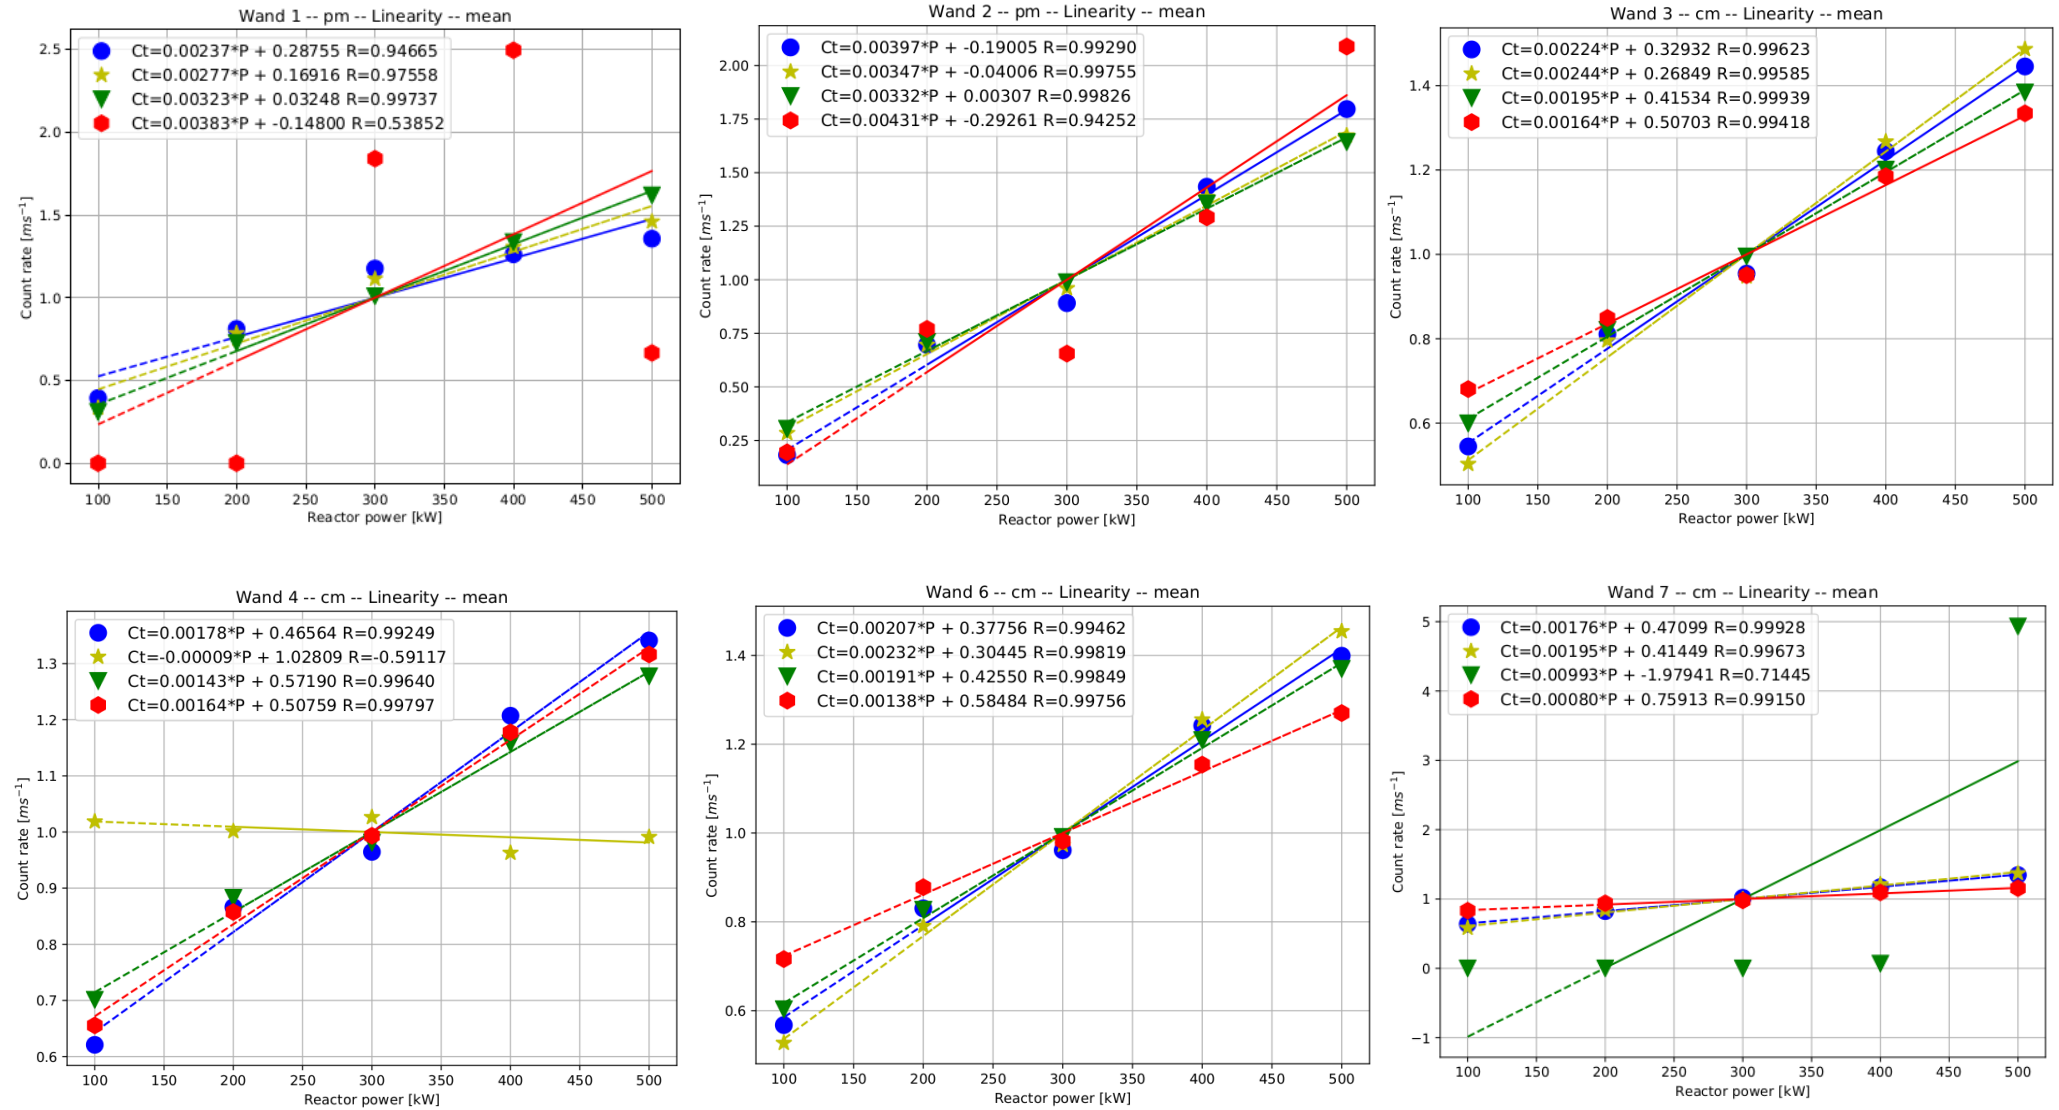 Wand 1 -- pm -- Linearity -- mean
Ct=0.00237*P + 0.28755 R=0.94665
Ct=0.00277*P + 0.16916 R=0.97558
Ct=0.00323*P + 0.03248 R=0.99737
Ct=0.00383*P + -0.14800 R=0.53852
2.5
2.0
1.5
1.0
0.5
0.0
Count rate [ms⁻¹]
100 150 200 250 300 350 400 450 500
Reactor power [kW]
Wand 2 -- pm -- Linearity -- mean
Ct=0.00397*P + -0.19005 R=0.99290
Ct=0.00347*P + -0.04006 R=0.99755
Ct=0.00332*P + 0.00307 R=0.99826
Ct=0.00431*P + -0.29261 R=0.94252
2.00
1.75
1.50
1.25
1.00
0.75
0.50
0.25
Count rate [ms⁻¹]
100 150 200 250 300 350 400 450 500
Reactor power [kW]
Wand 3 -- cm -- Linearity -- mean
Ct=0.00224*P + 0.32932 R=0.99623
Ct=0.00244*P + 0.26849 R=0.99585
Ct=0.00195*P + 0.41534 R=0.99939
Ct=0.00164*P + 0.50703 R=0.99418
1.4
1.2
1.0
0.8
0.6
Count rate [ms⁻¹]
100 150 200 250 300 350 400 450 500
Reactor power [kW]
Wand 4 -- cm -- Linearity -- mean
Ct=0.00178*P + 0.46564 R=0.99249
Ct=-0.00009*P + 1.02809 R=-0.59117
Ct=0.00143*P + 0.57190 R=0.99640
Ct=0.00164*P + 0.50759 R=0.99797
1.3
1.2
1.1
1.0
0.9
0.8
0.7
0.6
Count rate [ms⁻¹]
100 150 200 250 300 350 400 450 500
Reactor power [kW]
Wand 6 -- cm -- Linearity -- mean
Ct=0.00207*P + 0.37756 R=0.99462
Ct=0.00232*P + 0.30445 R=0.99819
Ct=0.00191*P + 0.42550 R=0.99849
Ct=0.00138*P + 0.58484 R=0.99756
1.4
1.2
1.0
0.8
0.6
Count rate [ms⁻¹]
100 150 200 250 300 350 400 450 500
Reactor power [kW]
Wand 7 -- cm -- Linearity -- mean
Ct=0.00176*P + 0.47099 R=0.99928
Ct=0.00195*P + 0.41449 R=0.99673
Ct=0.00993*P + -1.97941 R=0.71445
Ct=0.00080*P + 0.75913 R=0.99150
5
4
3
2
1
0
−1
Count rate [ms⁻¹]
100 150 200 250 300 350 400 450 500
Reactor power [kW]